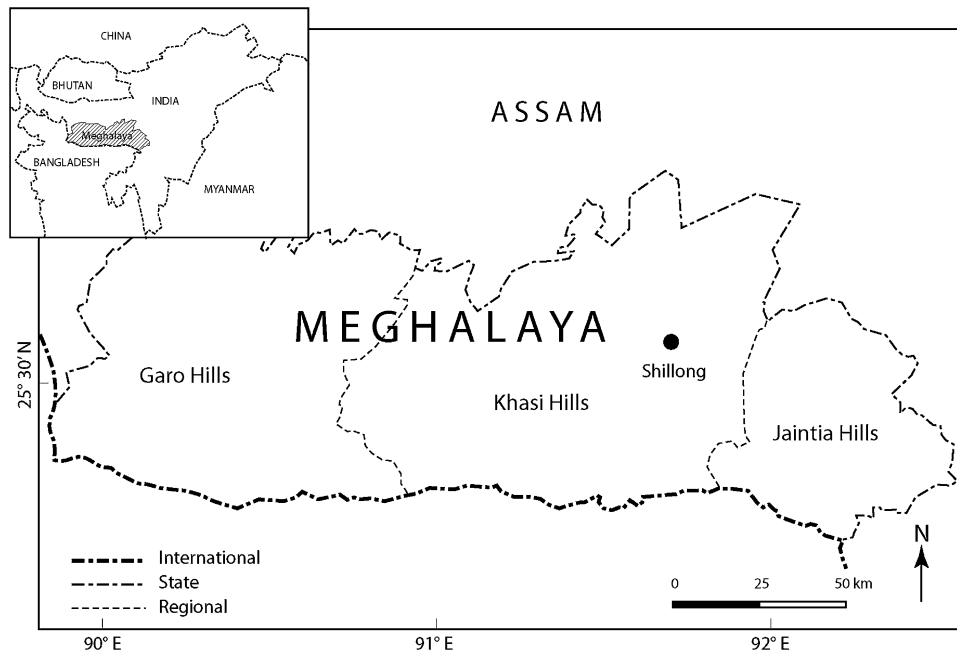 CHINA
BHUTAN
INDIA
Meghalaya
BANGLADESH
MYANMAR
ASSAM
MEGHALAYA
Shillong
Garo Hills
Khasi Hills
Jaintia Hills
25° 30′ N
International
State
Regional
N
0 25 50 km
90° E 91° E 92° E